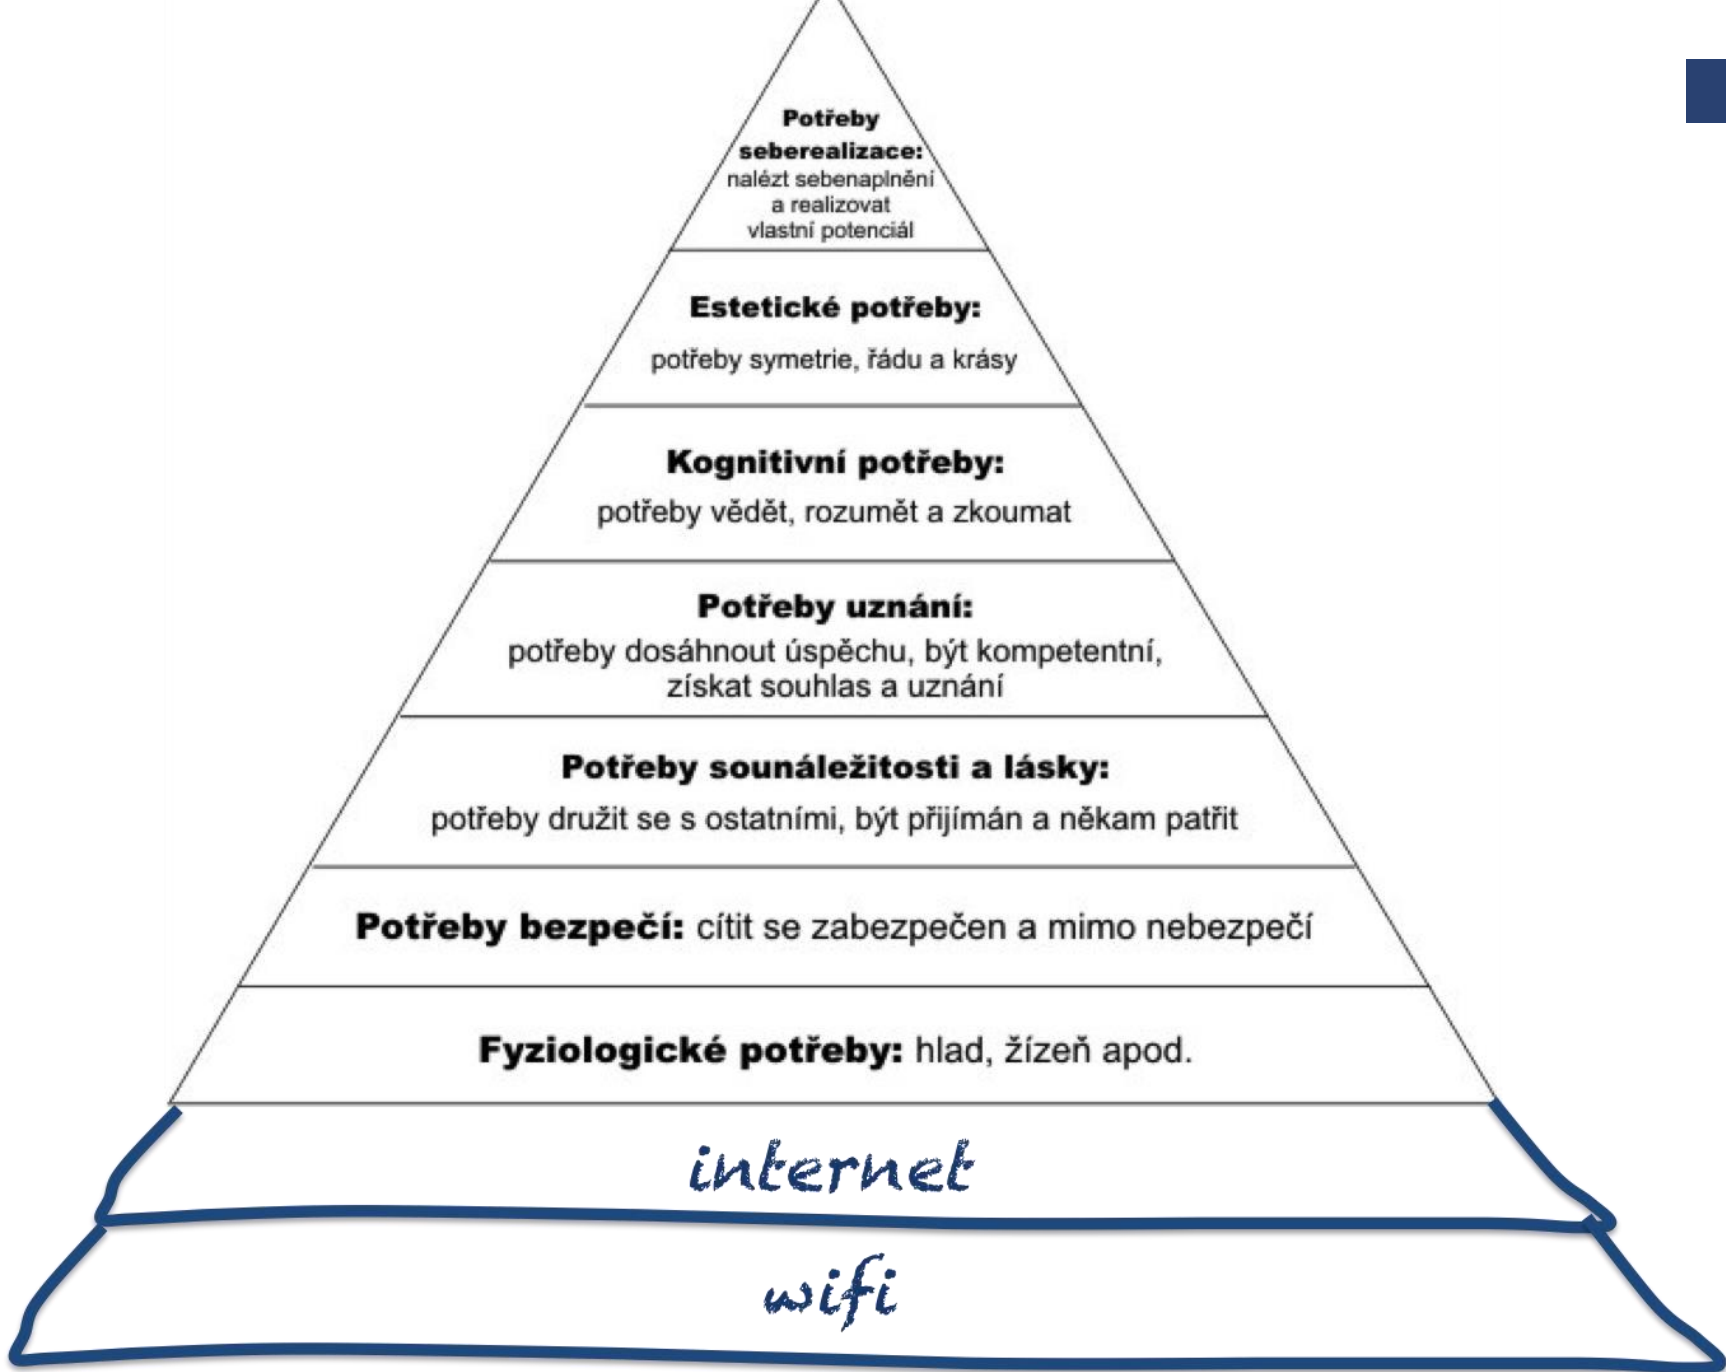 Potřeby
seberealizace:
nalézt sebenaplnění
a realizovat
vlastní potenciál
Estetické potřeby:
potřeby symetrie, řádu a krásy
Kognitivní potřeby:
potřeby vědět, rozumět a zkoumat
Potřeby uznání:
potřeby dosáhnout úspěchu, být kompetentní,
získat souhlas a uznání
Potřeby sounáležitosti a lásky:
potřeby družit se s ostatními, být přijímán a někam patřit
Potřeby bezpečí: cítit se zabezpečen a mimo nebezpečí
Fyziologické potřeby: hlad, žízeň apod.
internet
wifi